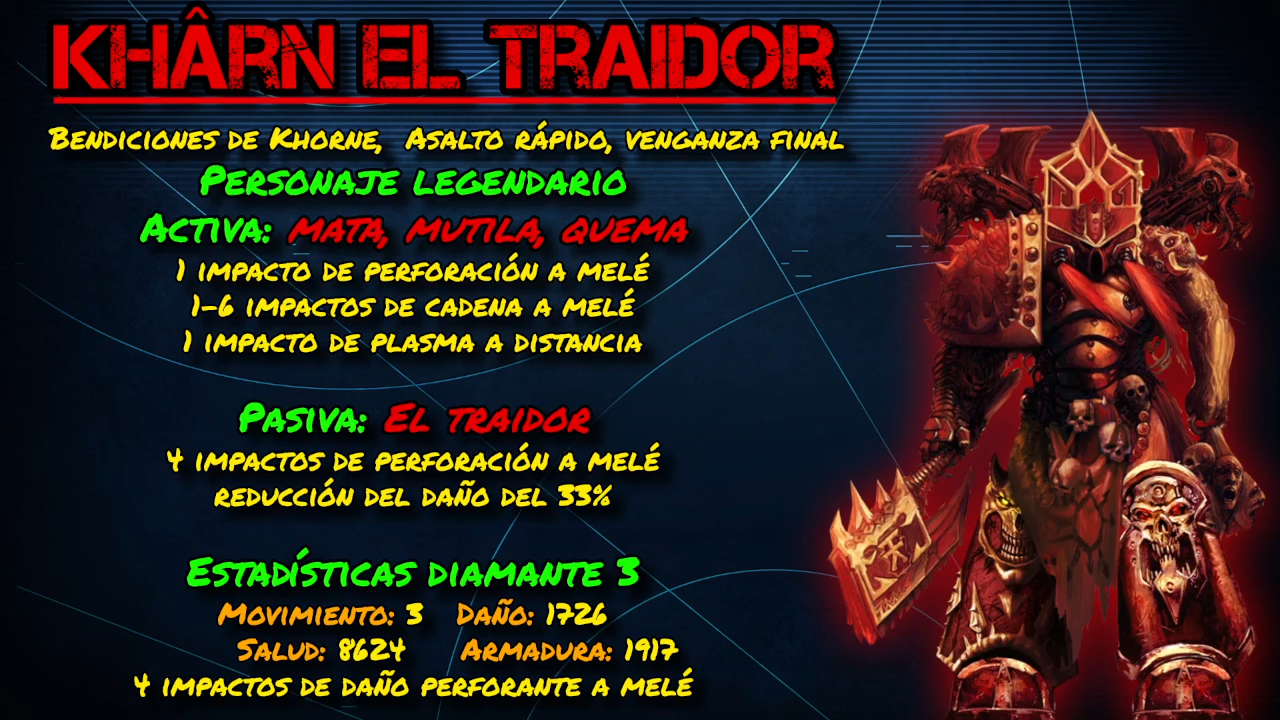 KHÂRN EL TRAIDOR
Bendiciones de Khorne, Asalto rápido, venganza final
Personaje legendario
Activa: mata, mutila, quema
1 impacto de perforación a melé
1-6 impactos de cadena a melé
1 impacto de plasma a distancia
Pasiva: El traidor
4 impactos de perforación a melé
reducción del daño del 33%
Estadísticas diamante 3
Movimiento: 3 Daño: 1726
Salud: 8624 Armadura: 1917
4 impactos de daño perforante a melé